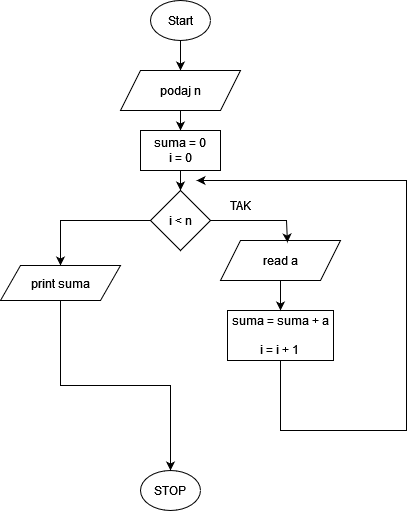 Start
podaj n
suma = 0
i = 0
i < n
TAK
read a
print suma
suma = suma + a
i = i + 1
STOP